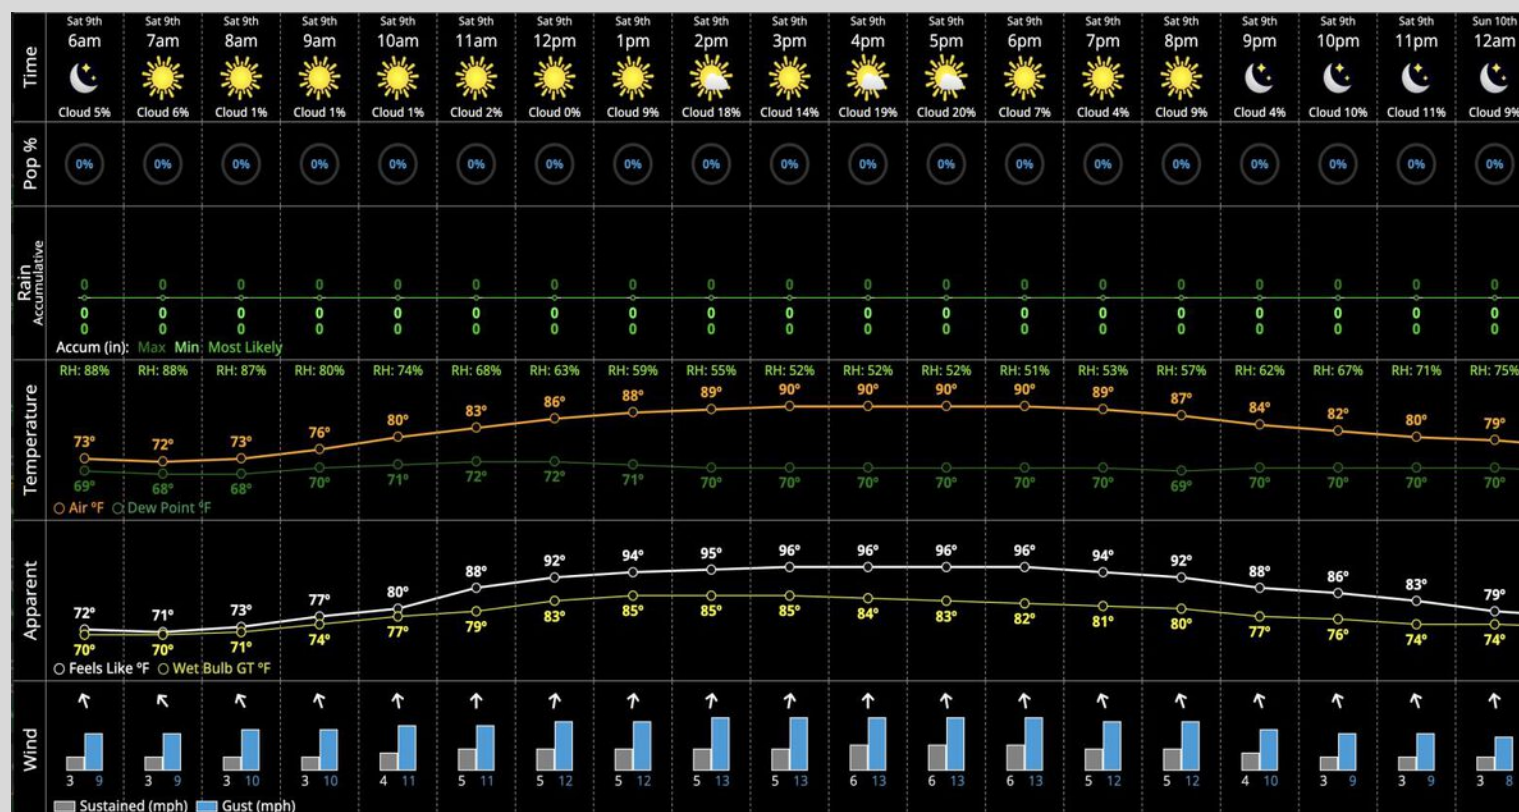 Time
Sat 9th Sat 9th Sat 9th Sat 9th Sat 9th Sat 9th Sat 9th Sat 9th Sat 9th Sat 9th Sat 9th Sat 9th Sat 9th Sat 9th Sat 9th Sat 9th Sat 9th Sat 9th Sun 10th
6am 7am 8am 9am 10am 11am 12pm 1pm 2pm 3pm 4pm 5pm 6pm 7pm 8pm 9pm 10pm 11pm 12am
Cloud 5% Cloud 6% Cloud 1% Cloud 1% Cloud 1% Cloud 2% Cloud 0% Cloud 9% Cloud 18% Cloud 14% Cloud 19% Cloud 20% Cloud 7% Cloud 4% Cloud 9% Cloud 4% Cloud 10% Cloud 11% Cloud 9%
Pop %
0% 0% 0% 0% 0% 0% 0% 0% 0% 0% 0% 0% 0% 0% 0% 0% 0% 0% 0%
Rain
Accumulative
0 0 0 0 0 0 0 0 0 0 0 0 0 0 0 0 0 0 0
0 0 0 0 0 0 0 0 0 0 0 0 0 0 0 0 0 0 0
0 0 0 0 0 0 0 0 0 0 0 0 0 0 0 0 0 0 0
Accum (in): Max Min Most Likely
Temperature
RH: 88% RH: 88% RH: 87% RH: 80% RH: 74% RH: 68% RH: 63% RH: 59% RH: 55% RH: 52% RH: 52% RH: 52% RH: 51% RH: 53% RH: 57% RH: 62% RH: 67% RH: 71% RH: 75%
73° 72° 73° 76° 80° 83° 86° 88° 89° 90° 90° 90° 90° 89° 87° 84° 82° 80° 79°
69° 68° 68° 70° 71° 72° 72° 71° 70° 70° 70° 70° 70° 70° 69° 70° 70° 70° 70°
Air °F Dew Point °F
Apparent
72° 71° 73° 77° 80° 88° 92° 94° 95° 96° 96° 96° 96° 94° 92° 88° 86° 83° 79°
70° 70° 71° 74° 77° 79° 83° 85° 85° 85° 84° 83° 82° 81° 80° 77° 76° 74° 74°
Feels Like °F Wet Bulb GT °F
Wind
3 9 3 9 3 10 3 10 4 11 5 11 5 12 5 12 5 13 5 13 6 13 6 13 6 13 5 12 5 12 4 10 3 9 3 9 3 8
Sustained (mph) Gust (mph)